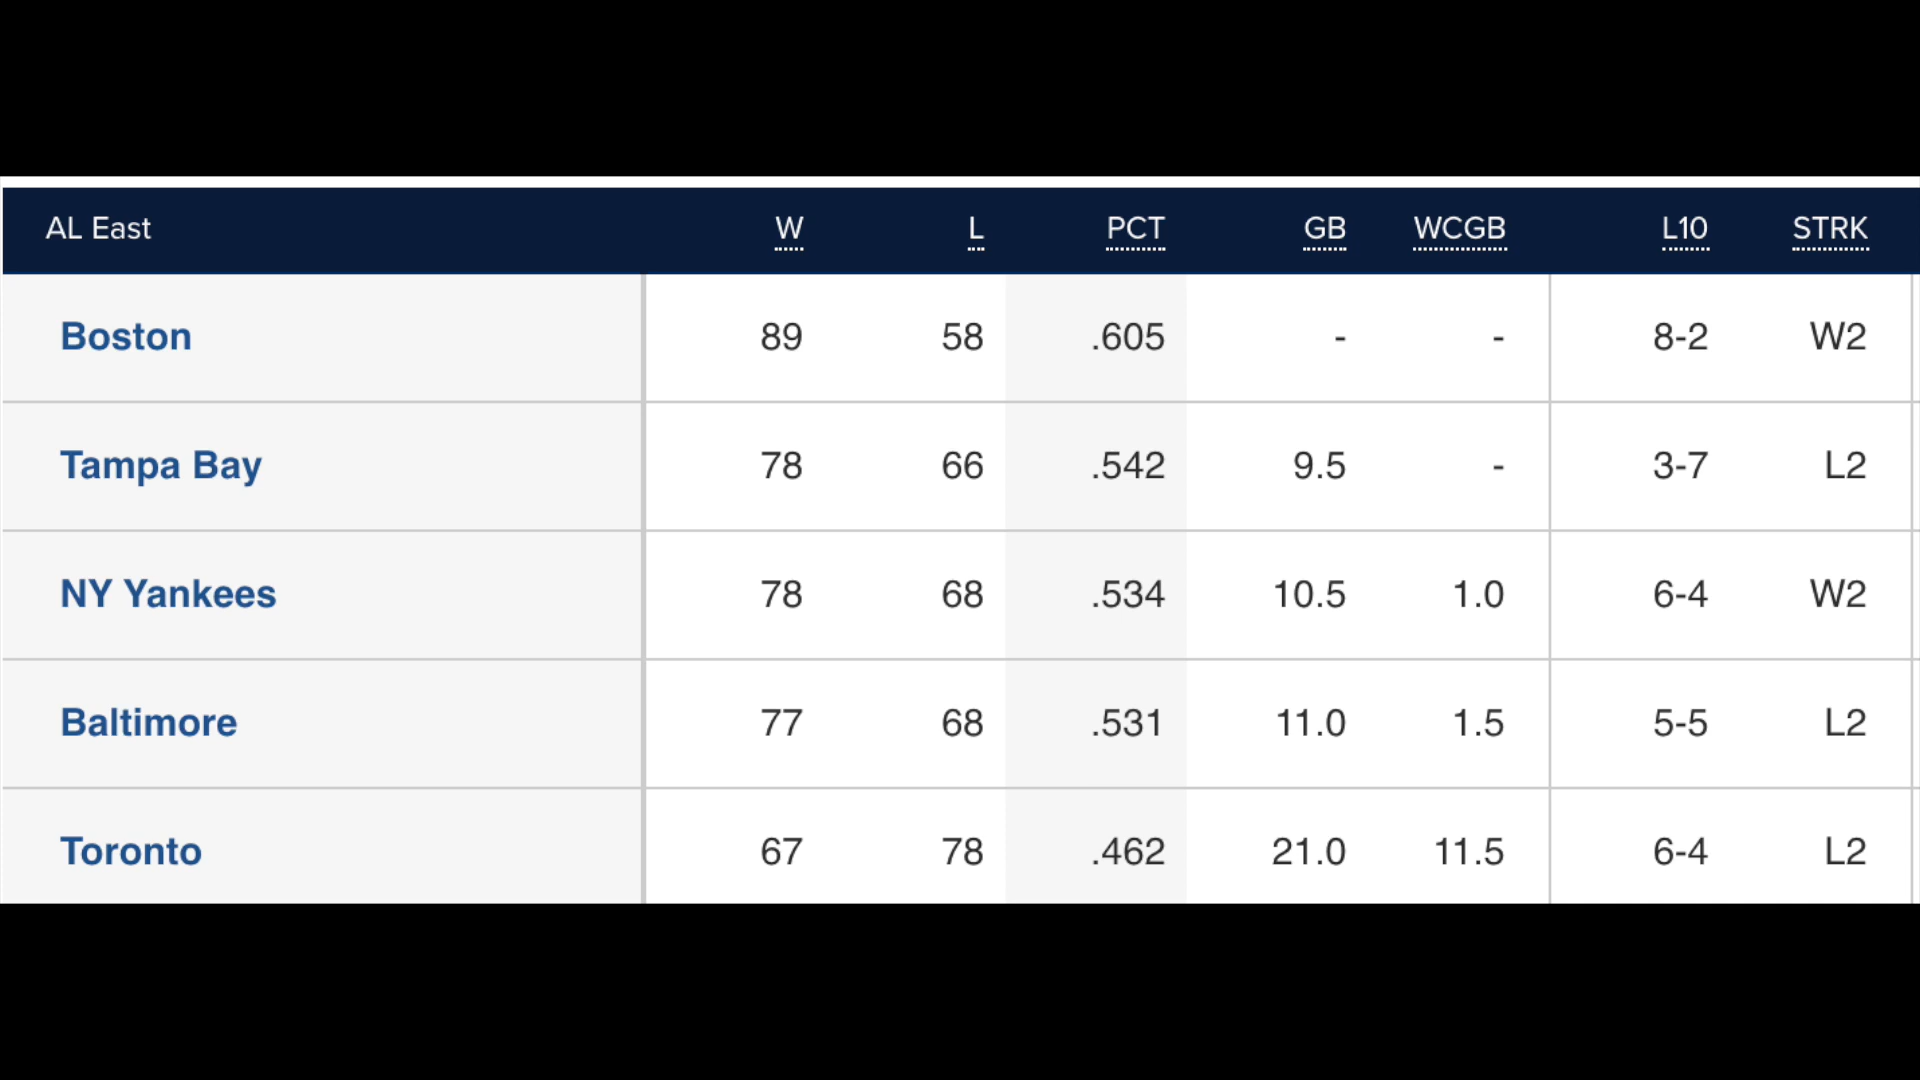 AL East W L PCT GB WCGB L10 STRK
Boston 89 58 .605 - - 8-2 W2
Tampa Bay 78 66 .542 9.5 - 3-7 L2
NY Yankees 78 68 .534 10.5 1.0 6-4 W2
Baltimore 77 68 .531 11.0 1.5 5-5 L2
Toronto 67 78 .462 21.0 11.5 6-4 L2